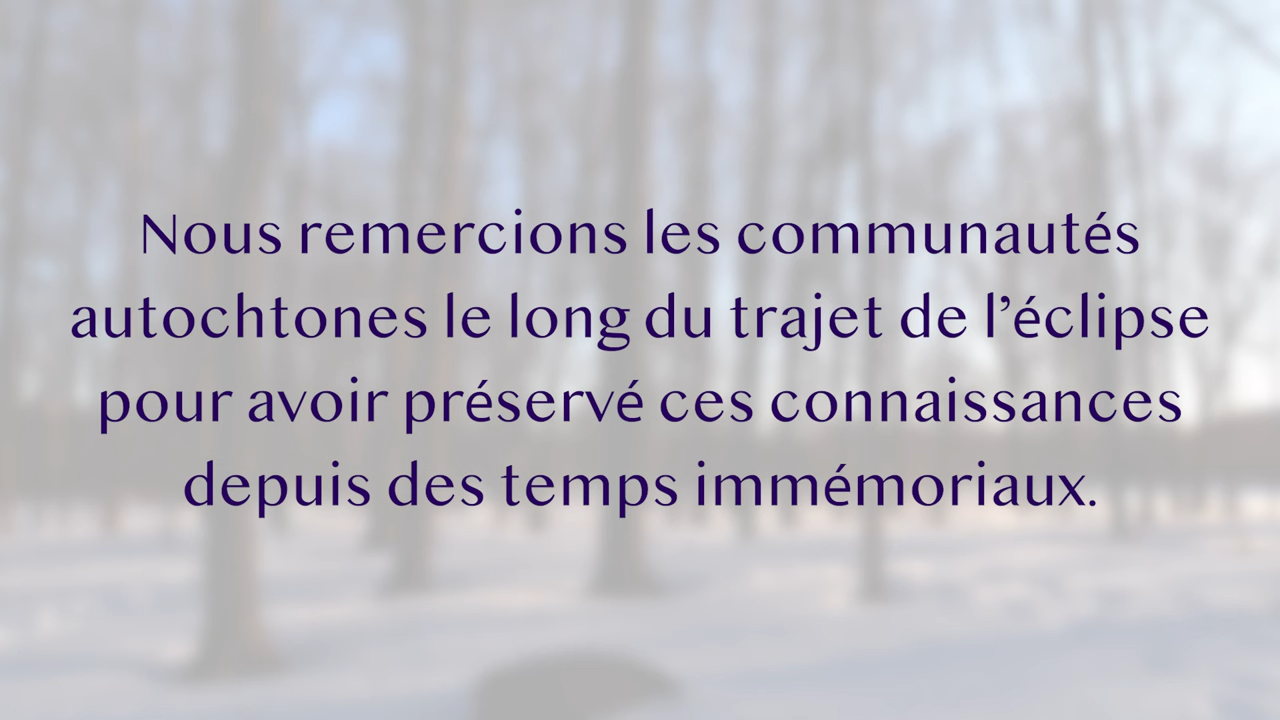 Nous remercions les communautés
autochtones le long du trajet de l’éclipse
pour avoir préservé ces connaissances
depuis des temps immémoriaux.